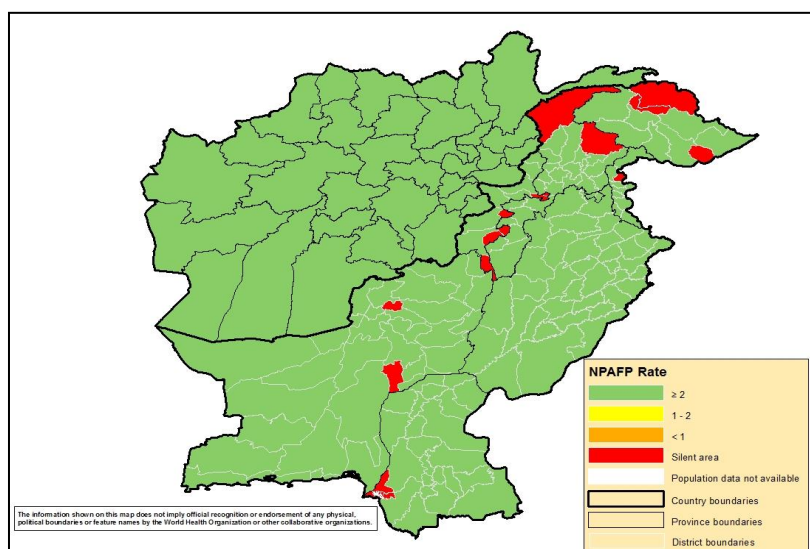 NPAFP Rate
≥ 2
1 - 2
< 1
Silent area
Population data not available
Country boundaries
Province boundaries
District boundaries
The information shown on this map does not imply official recognition or endorsement of any physical,
political boundaries or feature names by the World Health Organization or other collaborative organizations.